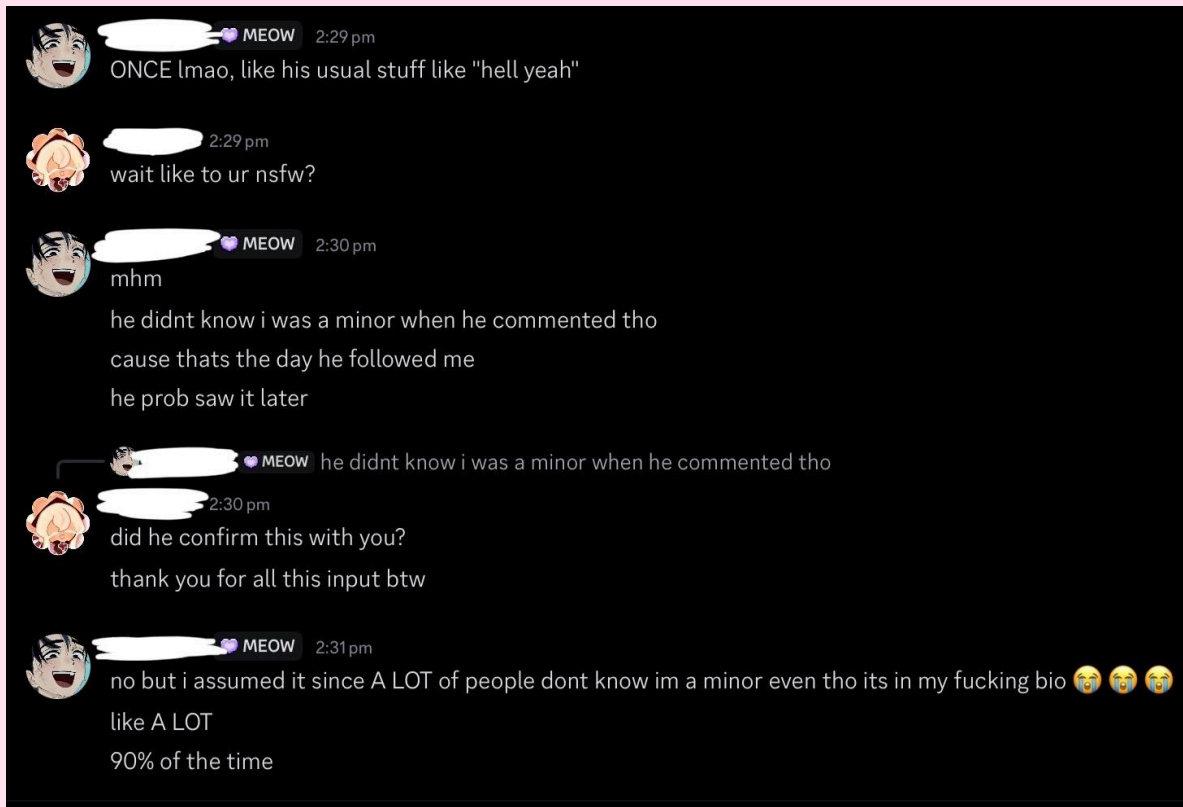 MEOW 2:29 pm
ONCE lmao, like his usual stuff like "hell yeah"
2:29 pm
wait like to ur nsfw?
MEOW 2:30 pm
mhm
he didnt know i was a minor when he commented tho
cause thats the day he followed me
he prob saw it later
MEOW he didnt know i was a minor when he commented tho
2:30 pm
did he confirm this with you?
thank you for all this input btw
MEOW 2:31 pm
no but i assumed it since A LOT of people dont know im a minor even tho its in my fucking bio 😭 😭 😭
like A LOT
90% of the time